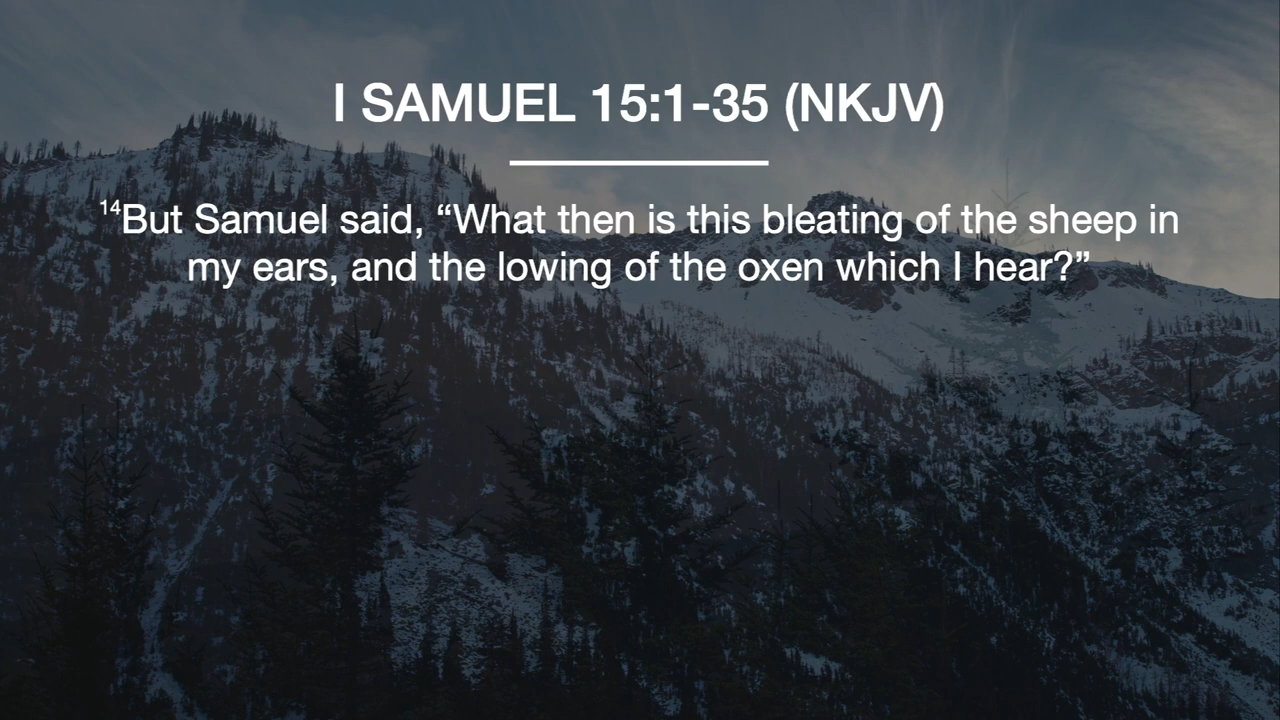 I SAMUEL 15:1-35 (NKJV)
14But Samuel said, “What then is this bleating of the sheep in
my ears, and the lowing of the oxen which I hear?”